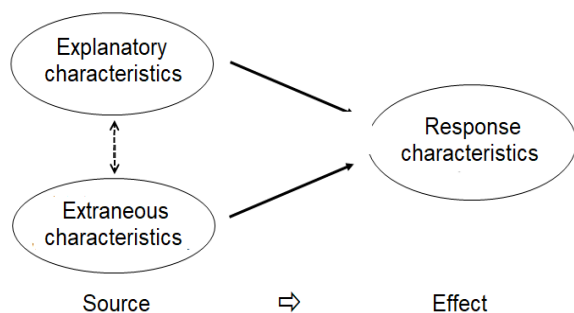 Explanatory
characteristics
Response
characteristics
Extraneous
characteristics
Source ⇨ Effect